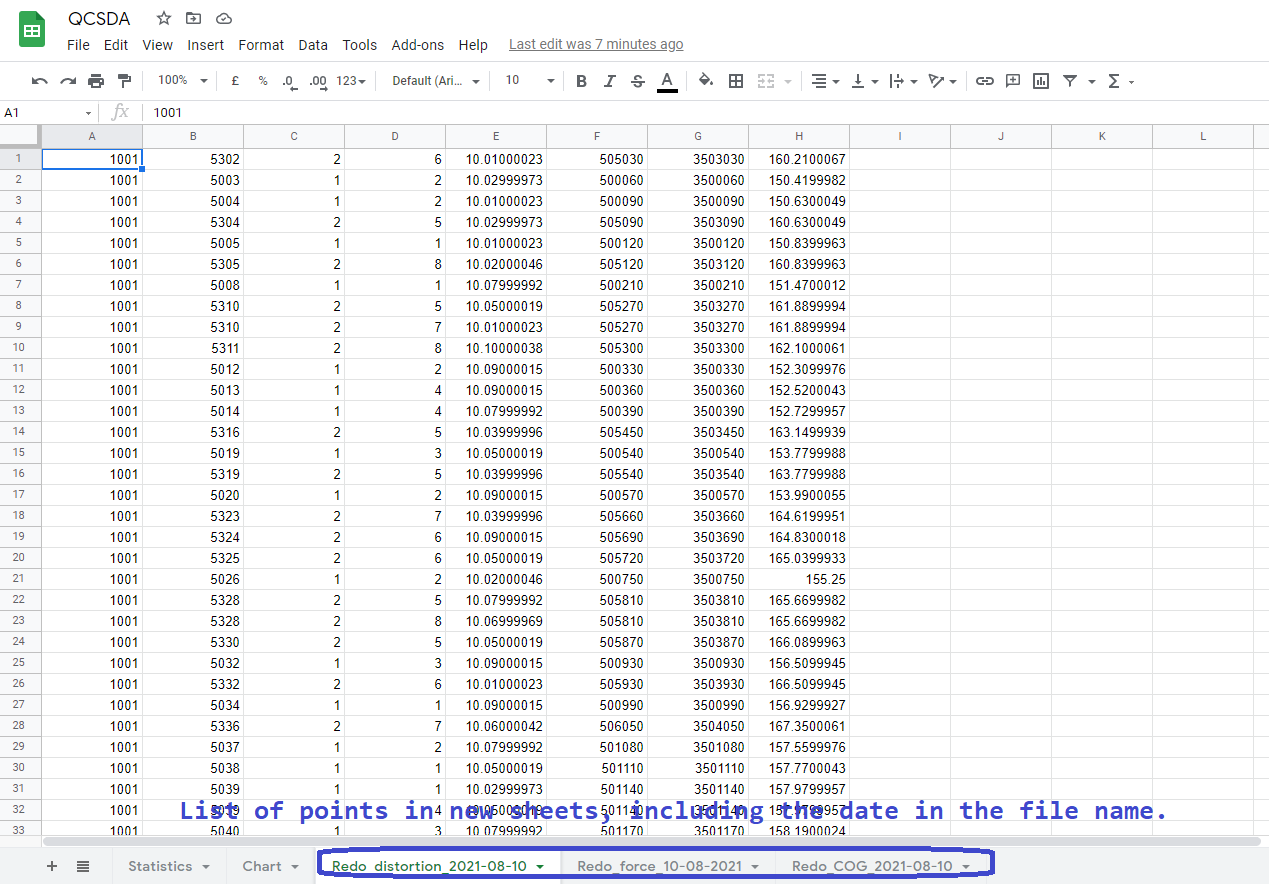 QCSDA
File Edit View Insert Format Data Tools Add-ons Help Last edit was 7 minutes ago
100% £ % .0 .00 123 Default (Ari... 10 B I S A Σ
A1 fx 1001
A B C D E F G H I J K L
1 1001 5302 2 6 10.01000023 505030 3503030 160.2100067
2 1001 5003 1 2 10.02999973 500060 3500060 150.4199982
3 1001 5004 1 2 10.01000023 500090 3500090 150.6300049
4 1001 5304 2 5 10.02999973 505090 3503090 160.6300049
5 1001 5005 1 1 10.01000023 500120 3500120 150.8399963
6 1001 5305 2 8 10.02000046 505120 3503120 160.8399963
7 1001 5008 1 1 10.07999992 500210 3500210 151.4700012
8 1001 5310 2 5 10.05000019 505270 3503270 161.8899994
9 1001 5310 2 7 10.01000023 505270 3503270 161.8899994
10 1001 5311 2 8 10.10000038 505300 3503300 162.1000061
11 1001 5012 1 2 10.09000015 500330 3500330 152.3099976
12 1001 5013 1 4 10.09000015 500360 3500360 152.5200043
13 1001 5014 1 4 10.07999992 500390 3500390 152.7299957
14 1001 5316 2 5 10.03999996 505450 3503450 163.1499939
15 1001 5019 1 3 10.05000019 500540 3500540 153.7799988
16 1001 5319 2 5 10.03999996 505540 3503540 163.7799988
17 1001 5020 1 2 10.09000015 500570 3500570 153.9900055
18 1001 5323 2 7 10.03999996 505660 3503660 164.6199951
19 1001 5324 2 6 10.09000015 505690 3503690 164.8300018
20 1001 5325 2 6 10.05000019 505720 3503720 165.0399933
21 1001 5026 1 2 10.02000046 500750 3500750 155.25
22 1001 5328 2 5 10.07999992 505810 3503810 165.6699982
23 1001 5328 2 8 10.06999969 505810 3503810 165.6699982
24 1001 5330 2 5 10.05000019 505870 3503870 166.0899963
25 1001 5032 1 3 10.09000015 500930 3500930 156.5099945
26 1001 5332 2 6 10.01000023 505930 3503930 166.5099945
27 1001 5034 1 1 10.09000015 500990 3500990 156.9299927
28 1001 5336 2 7 10.06000042 506050 3504050 167.3500061
29 1001 5037 1 2 10.07999992 501080 3501080 157.5599976
30 1001 5038 1 1 10.05000019 501110 3501110 157.7700043
31 1001 5039 1 1 10.02999973 501140 3501140 157.9799957
32 1001 5039 4 10.05000019 501140 3501140 157.9799957
List of points in new sheets, including the date in the file name.
33 1001 5040 1 3 10.07999992 501170 3501170 158.1900024
Statistics Chart Redo_distortion_2021-08-10 Redo_force_10-08-2021 Redo_COG_2021-08-10